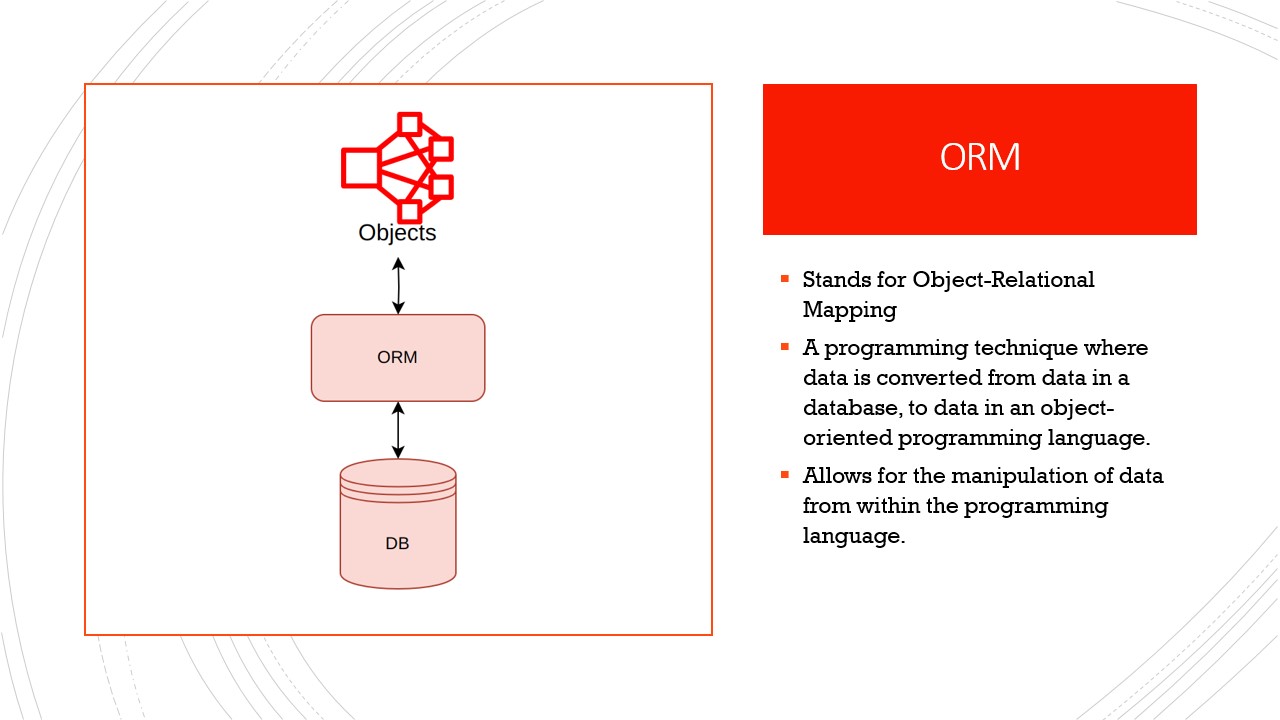 Objects
ORM
DB
ORM
Stands for Object-Relational
Mapping
A programming technique where
data is converted from data in a
database, to data in an object-
oriented programming language.
Allows for the manipulation of data
from within the programming
language.